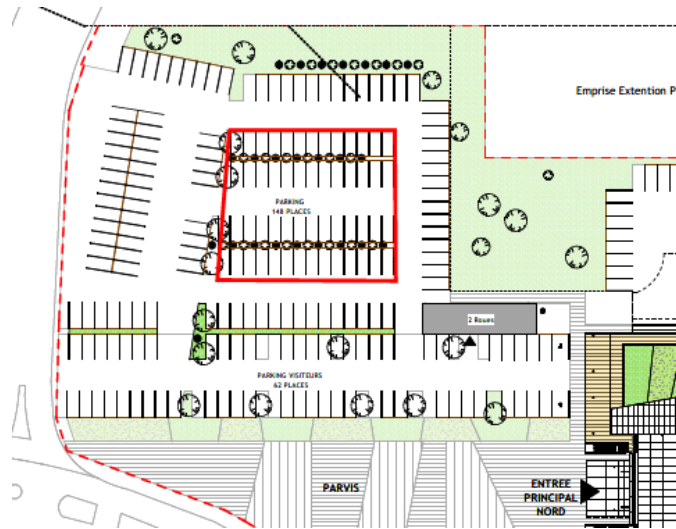 Emprise Extention P
PARKING
148 PLACES
2 Roues
PARKING VISITEURS
62 PLACES
PARVIS
ENTREE
PRINCIPAL
NORD